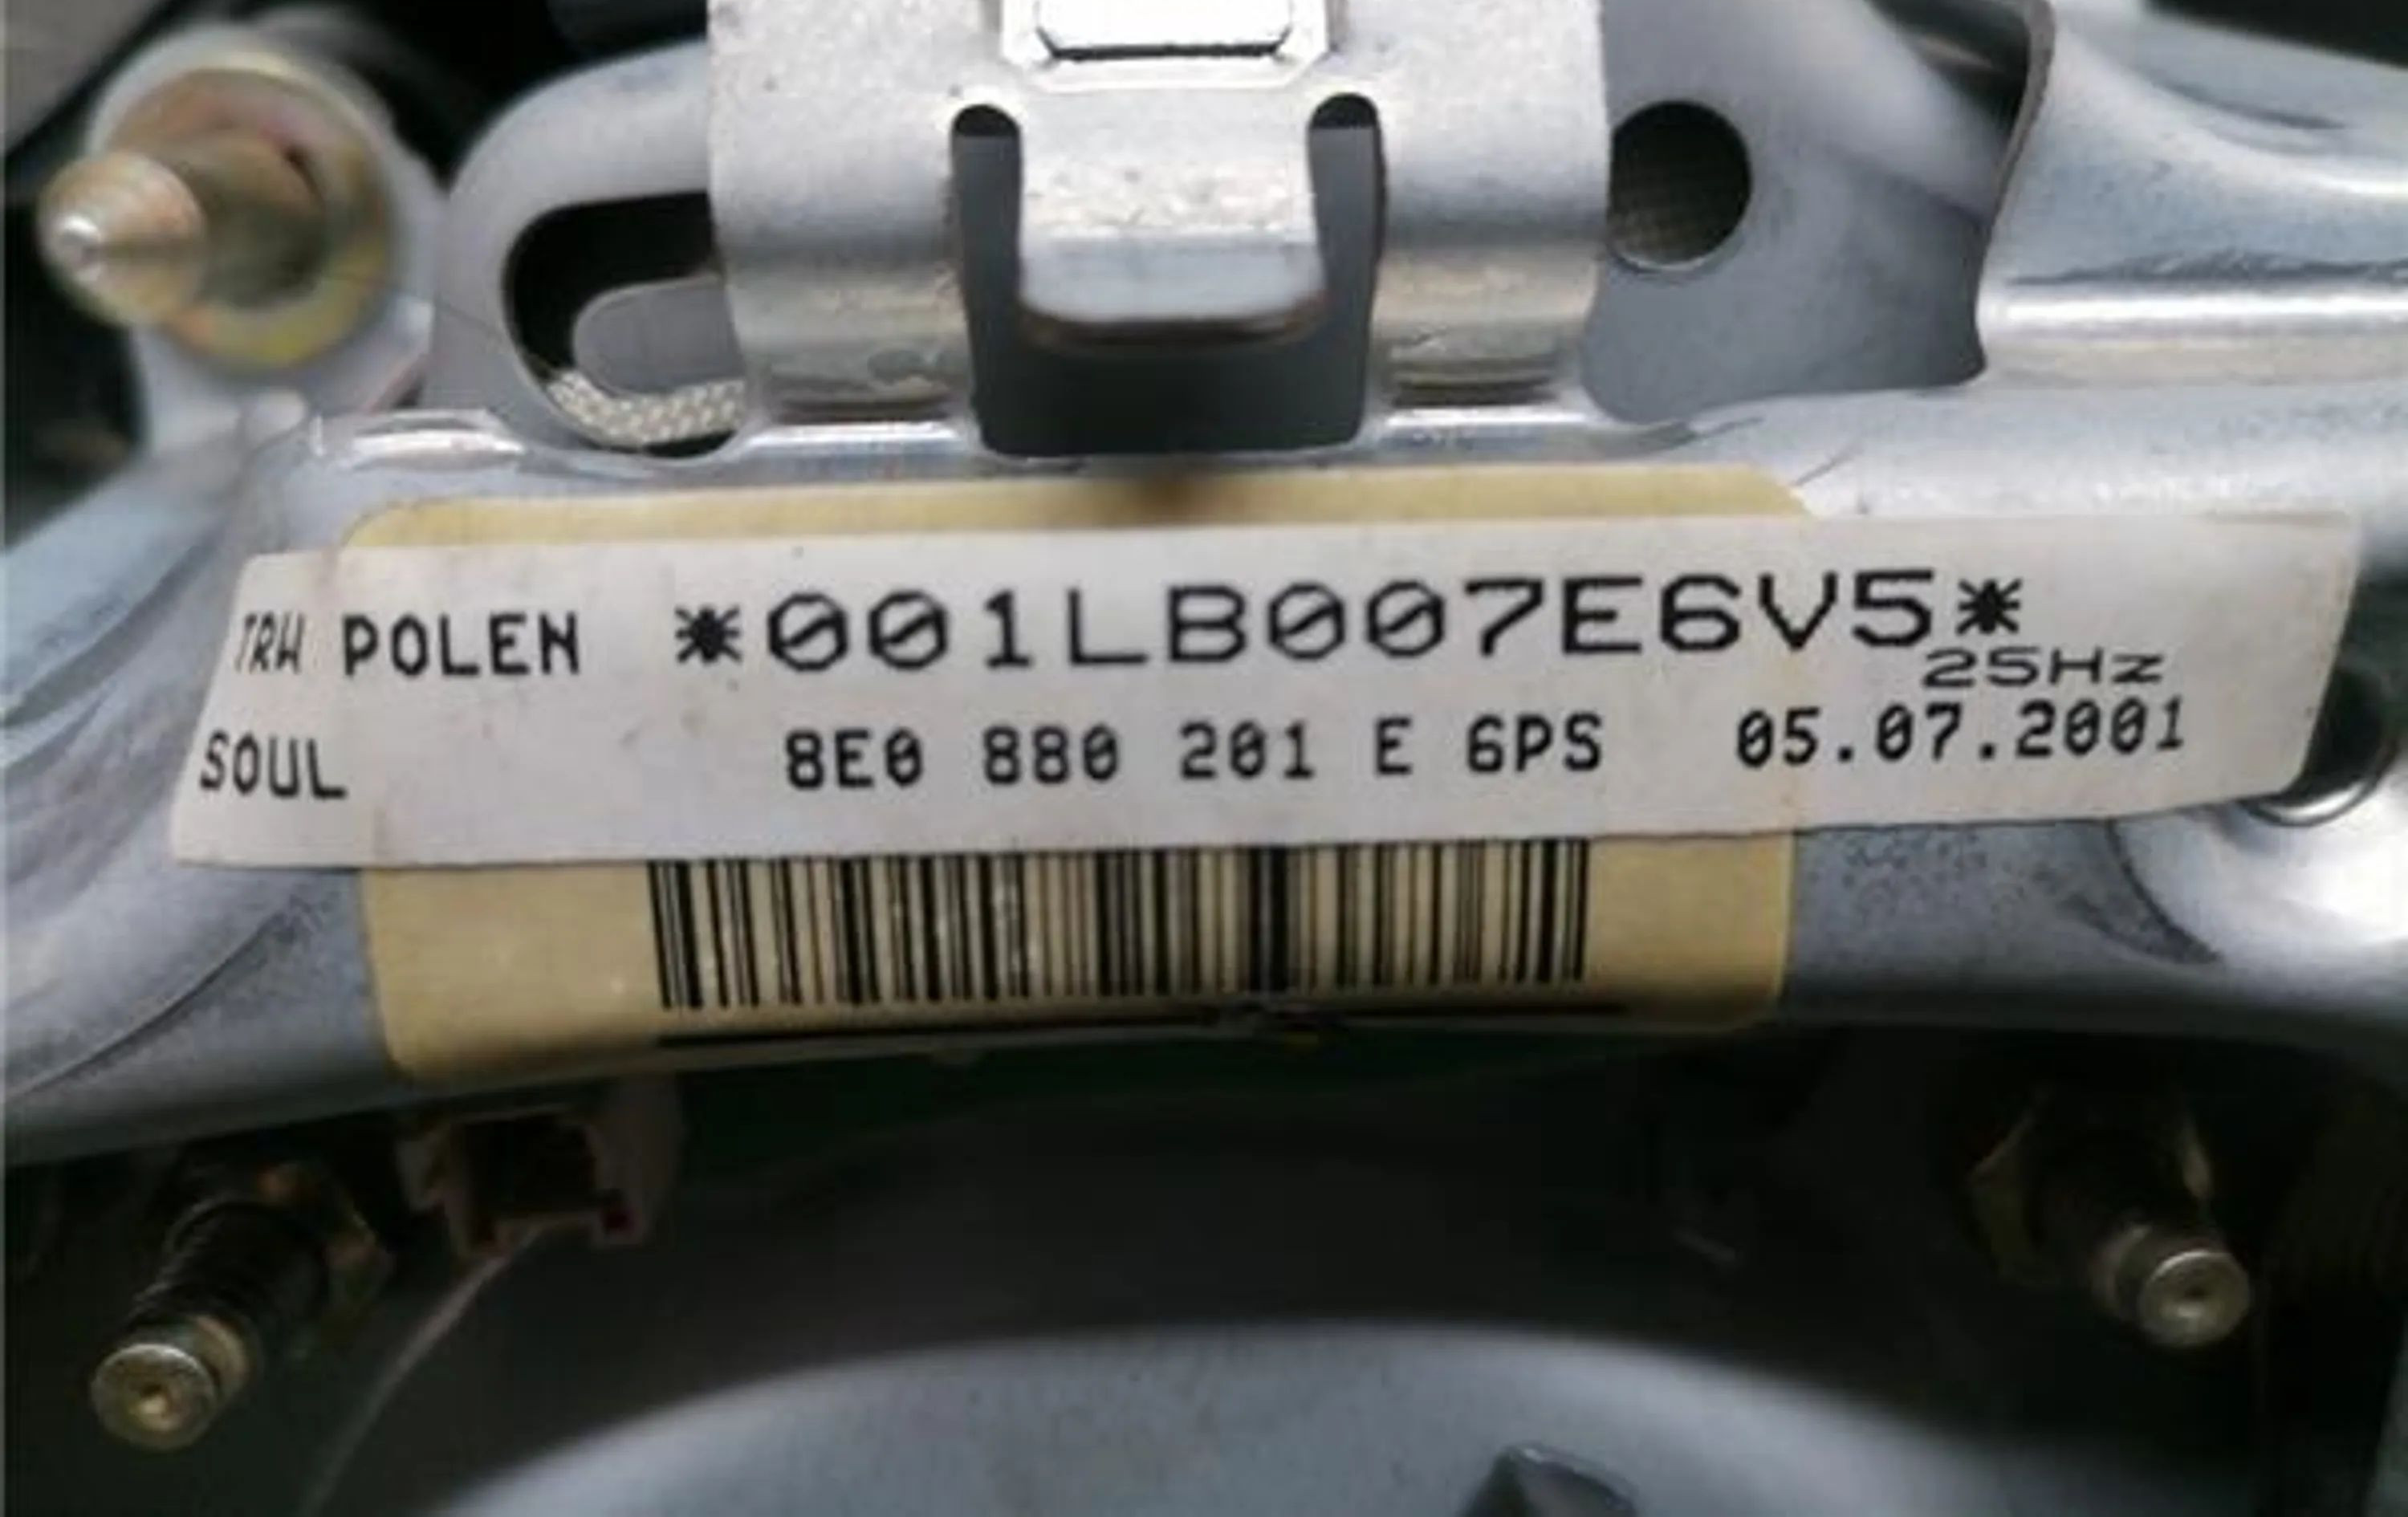 TRW POLEN *001LB007E6V5*
25Hz
SOUL 8E0 880 201 E 6PS 05.07.2001